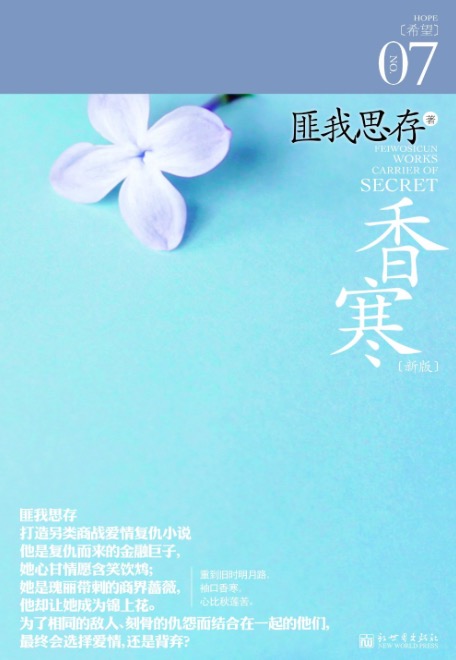 HOPE
[希望]
NO.
07
匪我思存 著
FEIWOSICUN
WORKS
CARRIER OF
SECRET
香寒
[新版]
匪我思存
打造另类商战爱情复仇小说
他是复仇而来的金融巨子,
她心甘情愿含笑饮鸩;
她是瑰丽带刺的商界蔷薇,
他却让她成为锦上花。
为了相同的敌人、刻骨的仇怨而结合在一起的他们,
最终会选择爱情,还是背弃?
重到旧时明月路。
袖口香寒。
心比秋莲苦。
新世界出版社
NEW WORLD PRESS